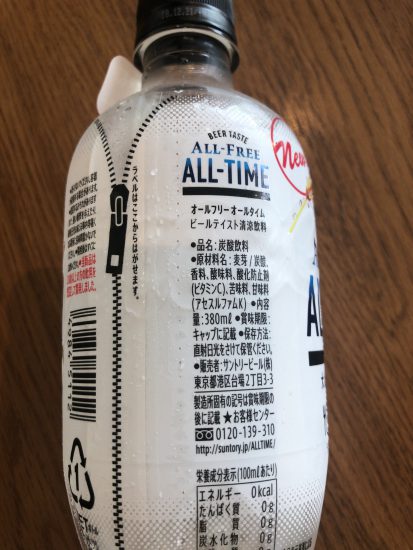 BEER TASTE
ALL-FREE
ALL-TIME
オールフリー オールタイム
ビールテイスト清涼飲料
●品名:炭酸飲料
●原材料名:麦芽/炭酸、
香料、酸味料、酸化防止剤
(ビタミンC)、苦味料、甘味料
(アセスルファムK) ●内容
量:380ml ●賞味期限:
キャップに記載 ●保存方法:
直射日光をさけて保管ください。
●販売者:サントリービール(株)
東京都港区台場2丁目3-3
製造所固有の記号は賞味期限の
後に記載 ★お客様センター
0120-139-310
http://suntory.jp/ALLTIME/
栄養成分表示(100mlあたり)
エネルギー 0kcal
たんぱく質 0g
脂質 0g
炭水化物 0g
ラベルはここからはがせます。
New